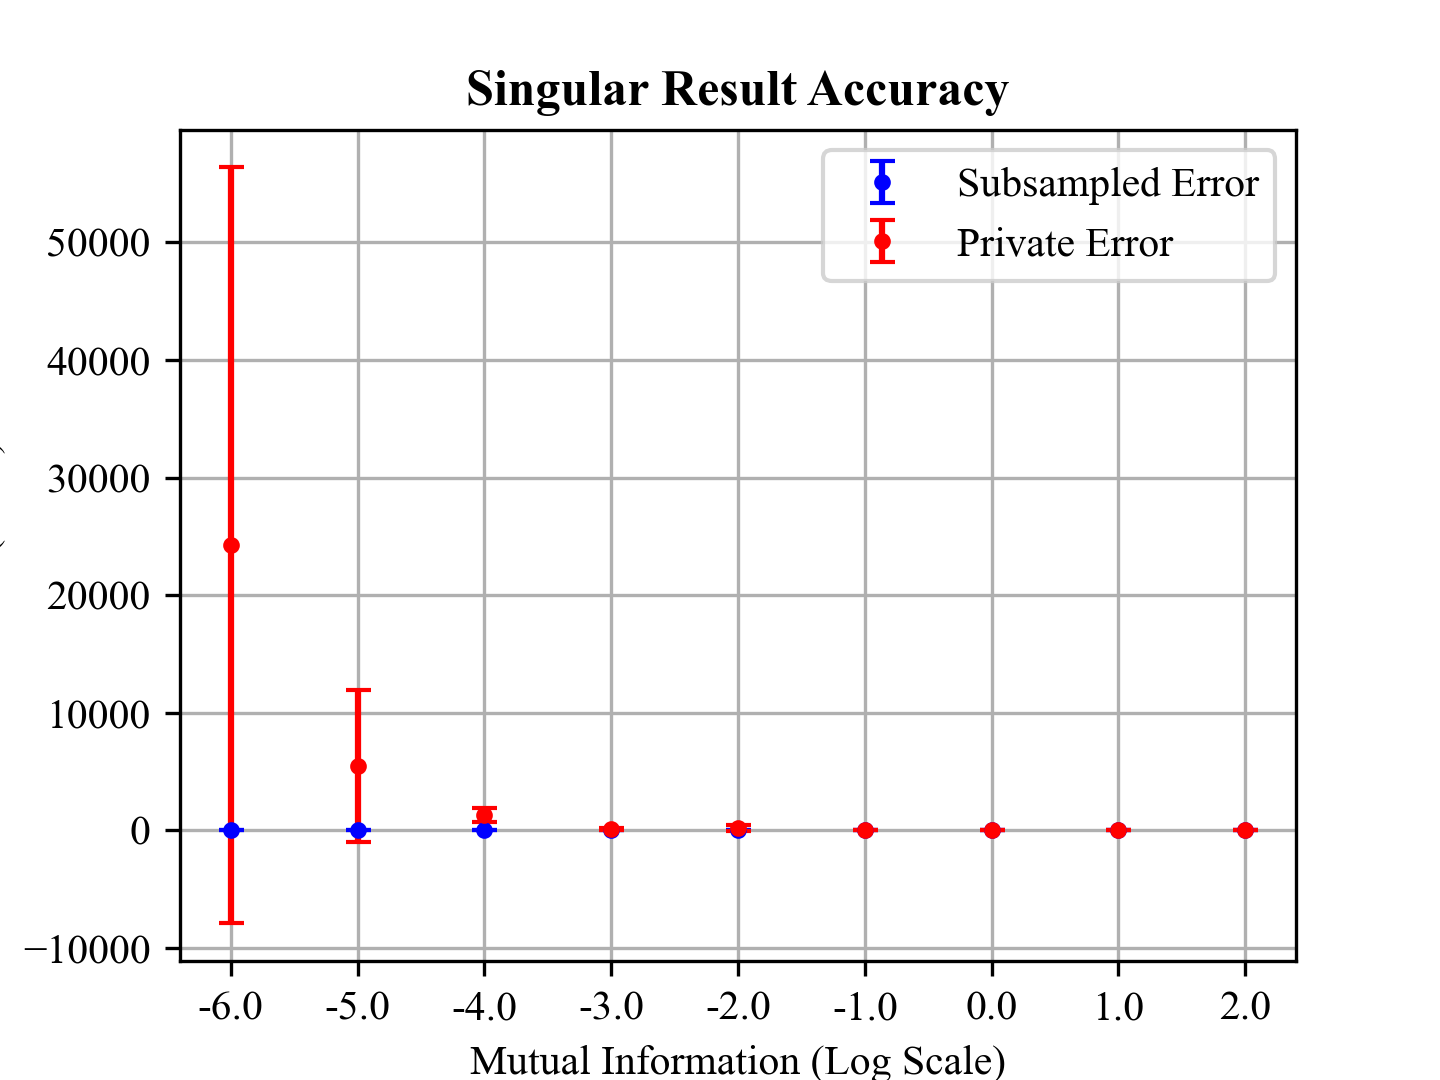 Singular Result Accuracy
Subsampled Error
Private Error
50000
40000
30000
20000
10000
0
−10000
-6.0 -5.0 -4.0 -3.0 -2.0 -1.0 0.0 1.0 2.0
Mutual Information (Log Scale)